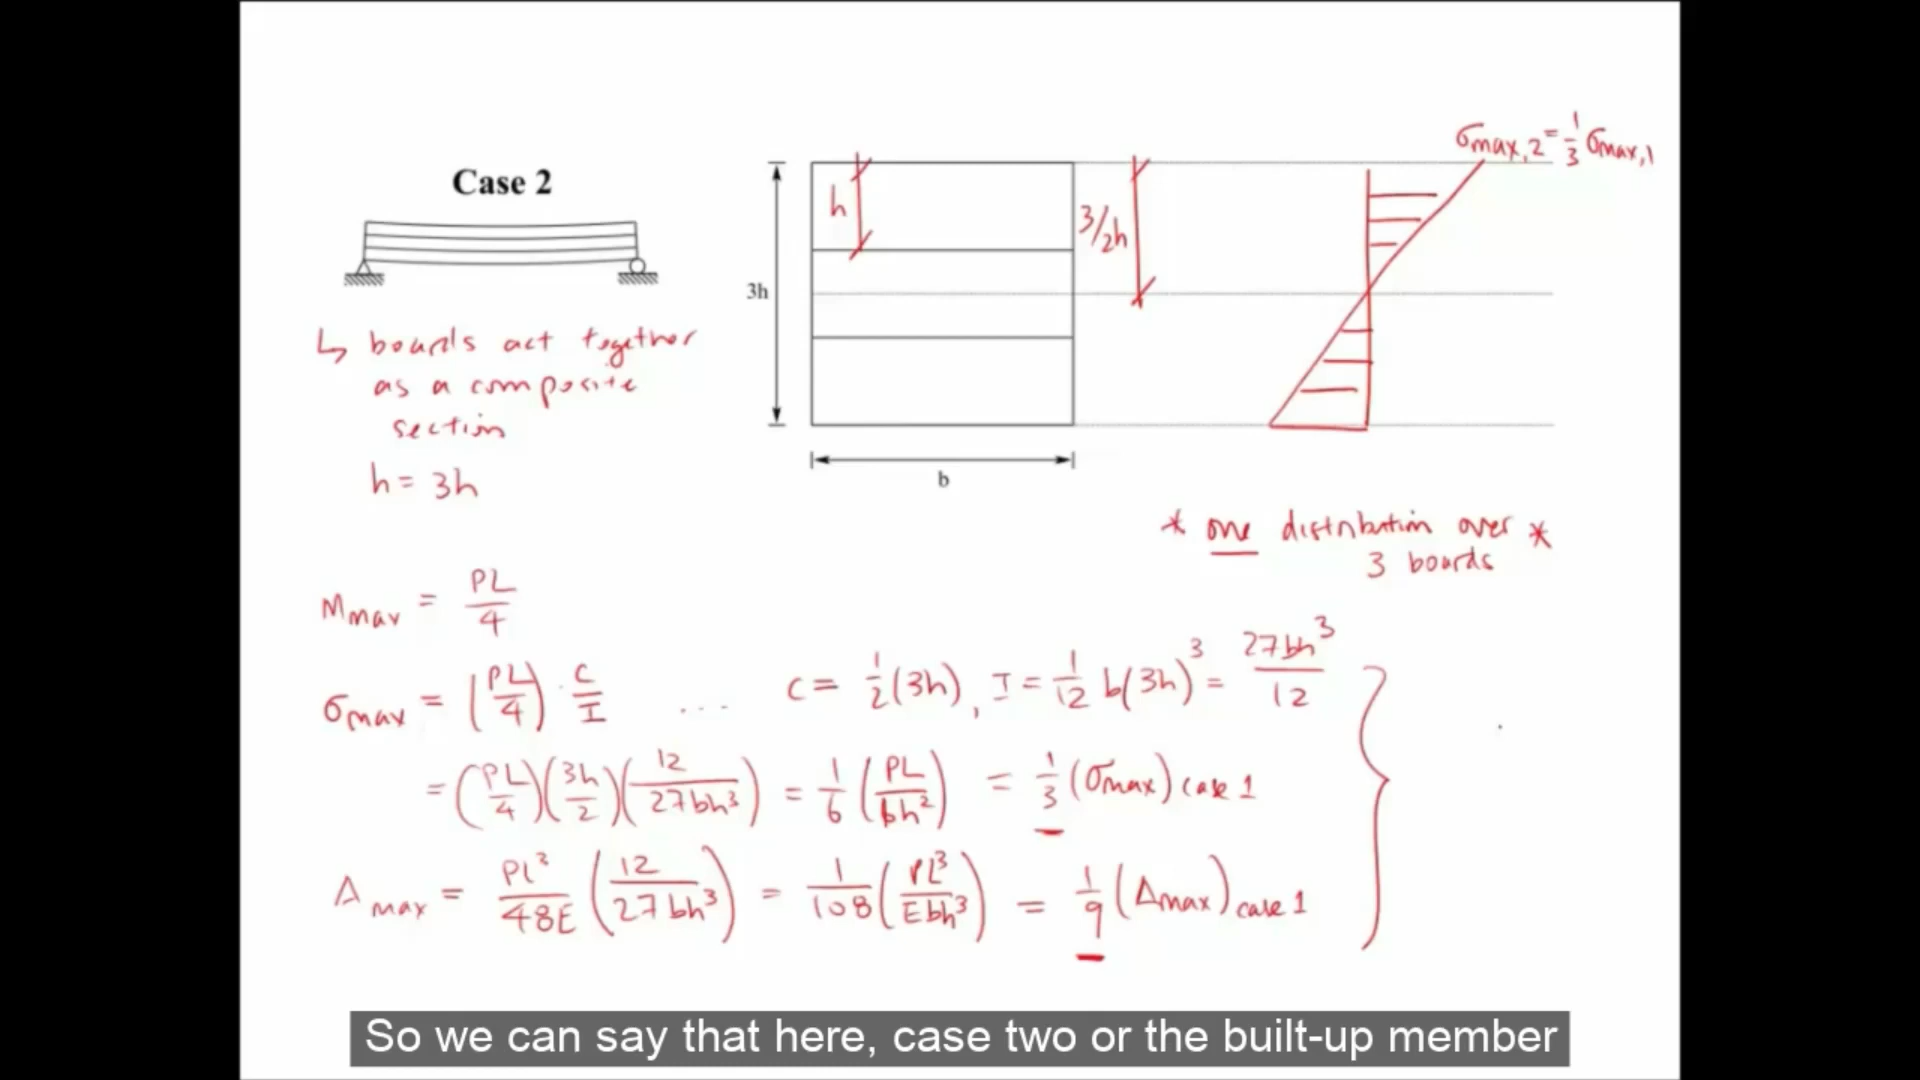 Case 2
↳ boards act together
as a composite
section
h = 3h
3h
h
3/2h
b
σmax,2 = 1/3 σmax,1
* one distribution over *
3 boards
Mmax = PL/4
σmax = (PL/4) · C/I ... C = 1/2 (3h), I = 1/12 b(3h)³ = 27bh³/12
= (PL/4)(3h/2)(12/27bh³) = 1/6 (PL/bh²) = 1/3 (σmax) case 1
Δmax = PL³/48E (12/27bh³) = 1/108 (PL³/Ebh³) = 1/9 (Δmax) case 1
So we can say that here, case two or the built-up member